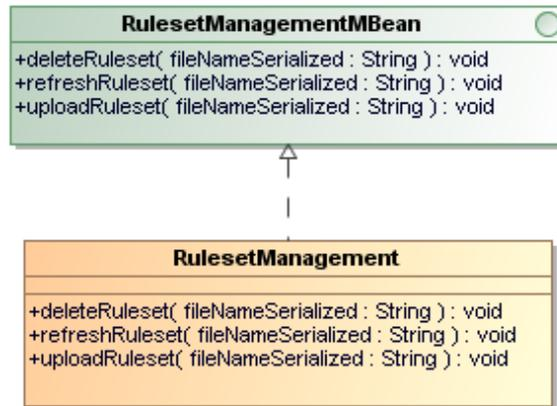 RulesetManagementMBean
+deleteRuleset( fileNameSerialized : String ) : void
+refreshRuleset( fileNameSerialized : String ) : void
+uploadRuleset( fileNameSerialized : String ) : void
RulesetManagement
+deleteRuleset( fileNameSerialized : String ) : void
+refreshRuleset( fileNameSerialized : String ) : void
+uploadRuleset( fileNameSerialized : String ) : void